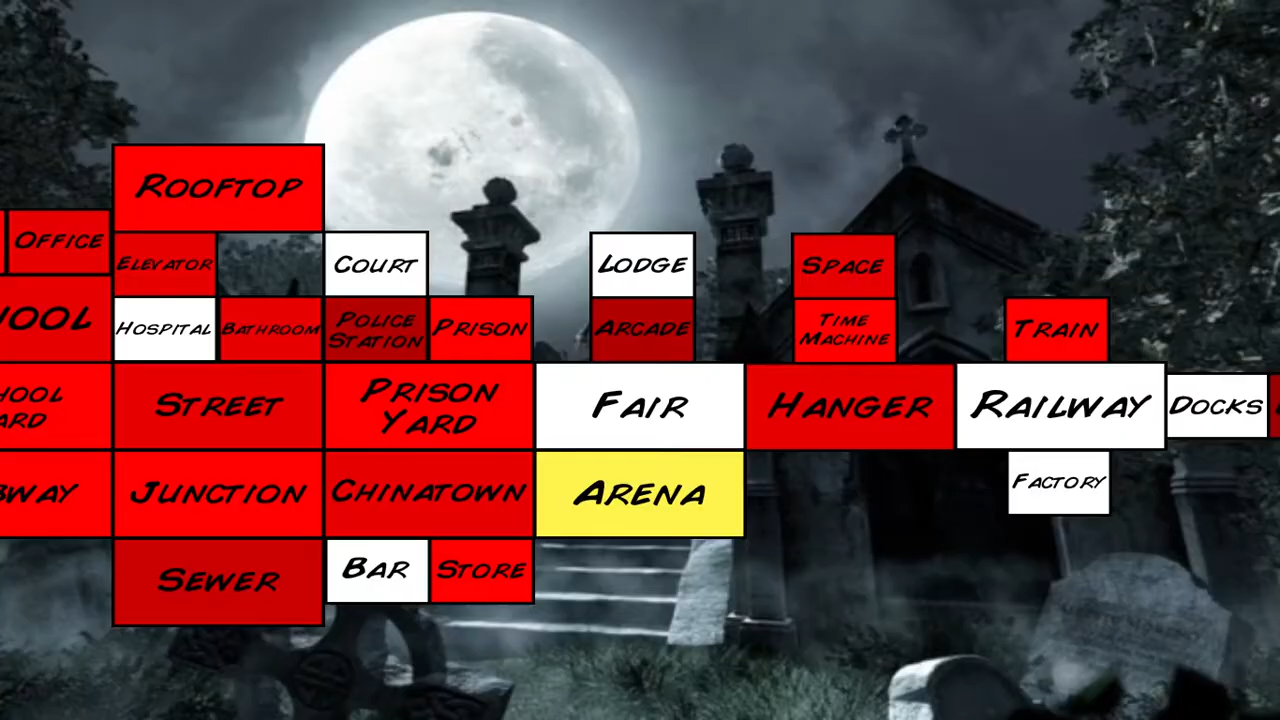 ROOFTOP
OFFICE
ELEVATOR
COURT
LODGE
SPACE
HOSPITAL
BATHROOM
POLICE
STATION
PRISON
ARCADE
TIME
MACHINE
TRAIN
STREET
PRISON
YARD
FAIR
HANGER
RAILWAY
DOCKS
JUNCTION
CHINATOWN
ARENA
FACTORY
SEWER
BAR
STORE